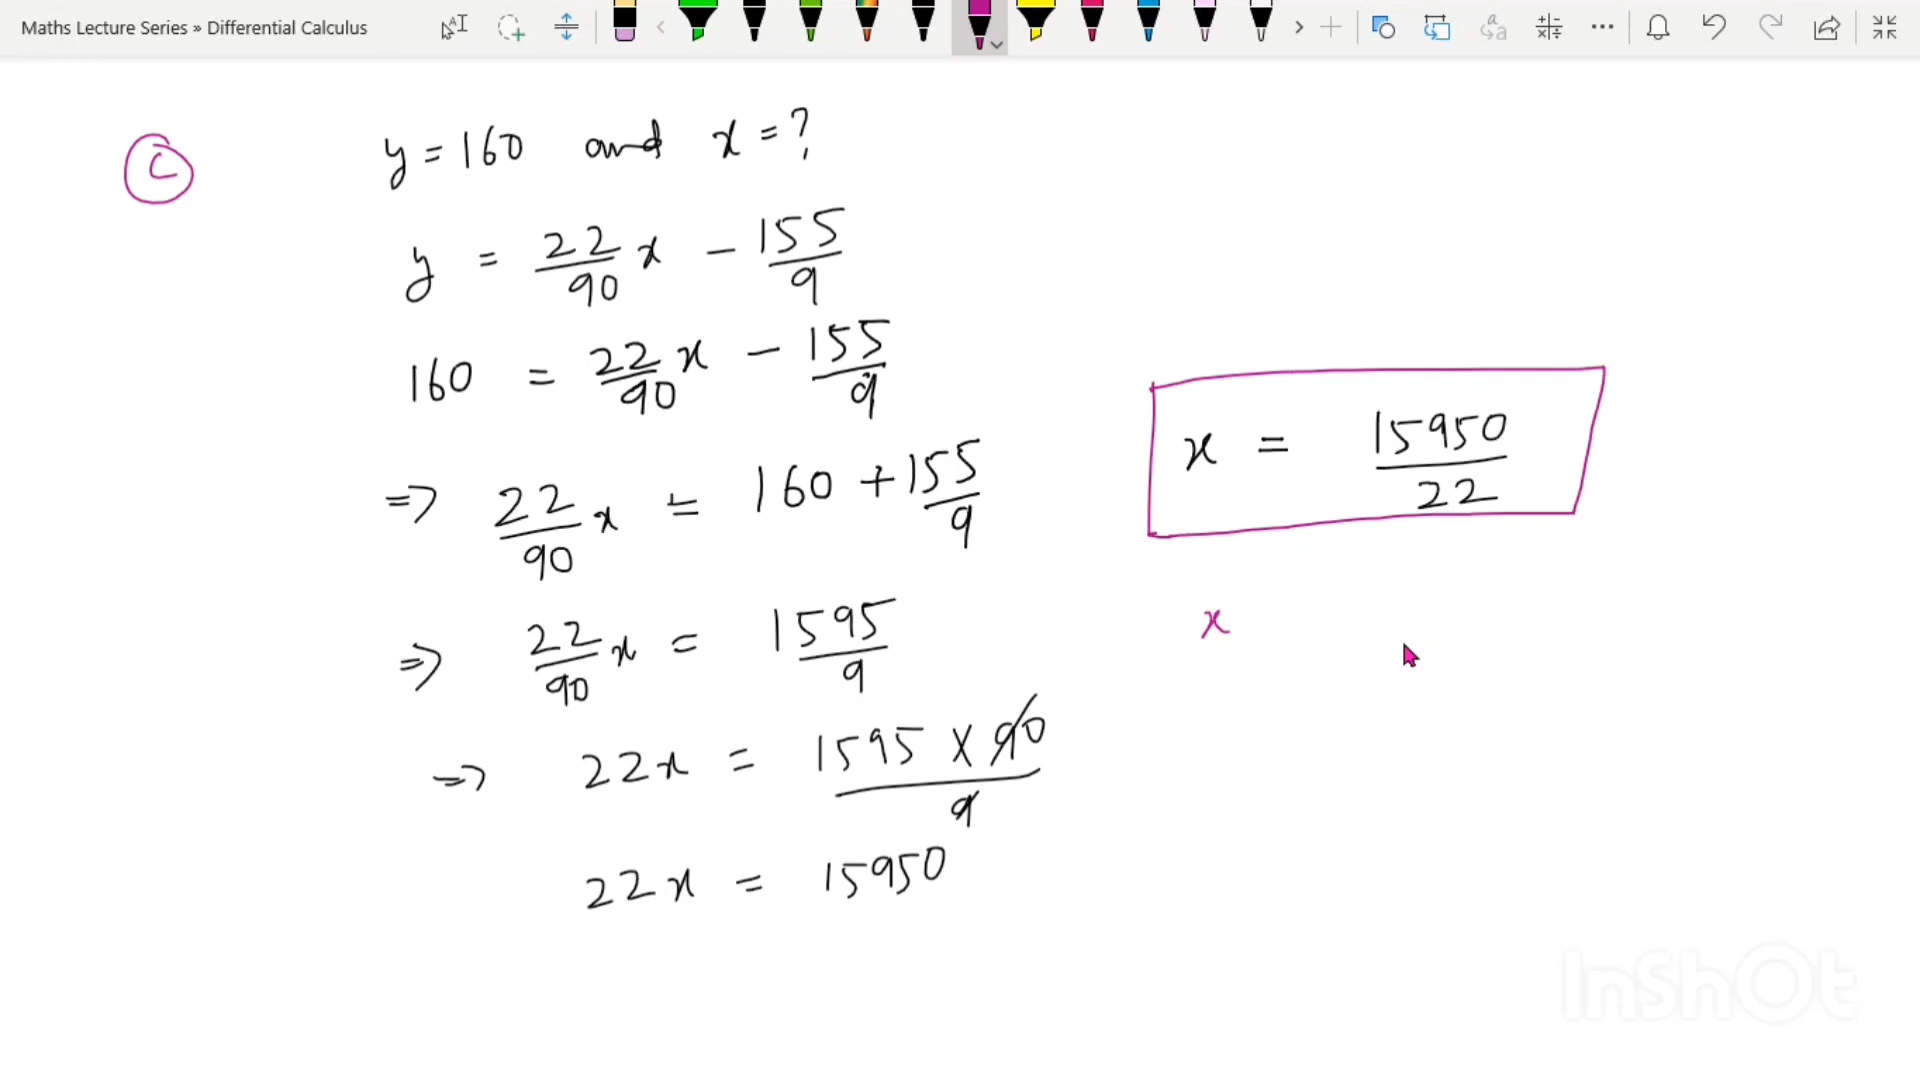 Maths Lecture Series » Differential Calculus
C
y = 160 and x = ?
y = 22/90 x - 155/9
160 = 22/90 x - 155/9
=> 22/90 x = 160 + 155/9
=> 22/90 x = 1595/9
=> 22x = 1595 X 90/9
22x = 15950
x = 15950/22
x
InShOt